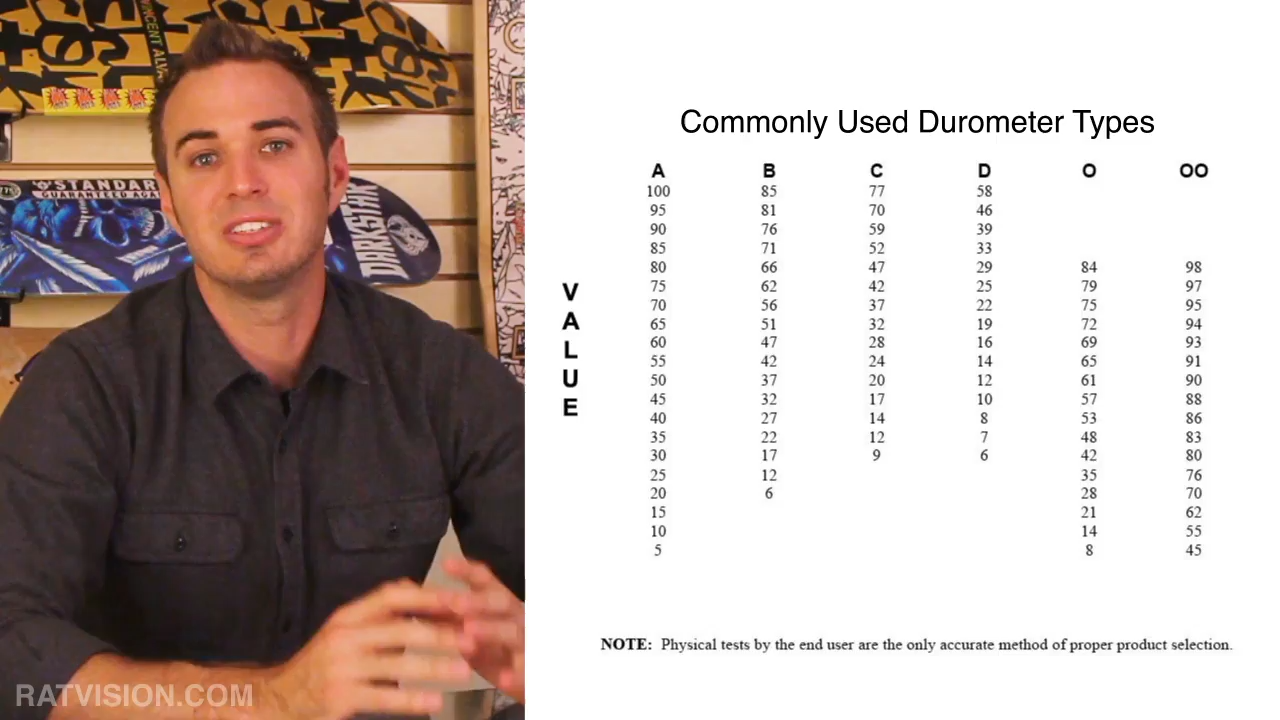 VINCENT ALVA
STANDAR
GUARANTEED AGA
DARKSTAR
RATVISION.COM
Commonly Used Durometer Types
A B C D O OO
100 85 77 58
95 81 70 46
90 76 59 39
85 71 52 33
80 66 47 29 84 98
75 62 42 25 79 97
70 56 37 22 75 95
65 51 32 19 72 94
60 47 28 16 69 93
55 42 24 14 65 91
50 37 20 12 61 90
45 32 17 10 57 88
40 27 14 8 53 86
35 22 12 7 48 83
30 17 9 6 42 80
25 12 35 76
20 6 28 70
15 21 62
10 14 55
5 8 45
VALUE
NOTE: Physical tests by the end user are the only accurate method of proper product selection.